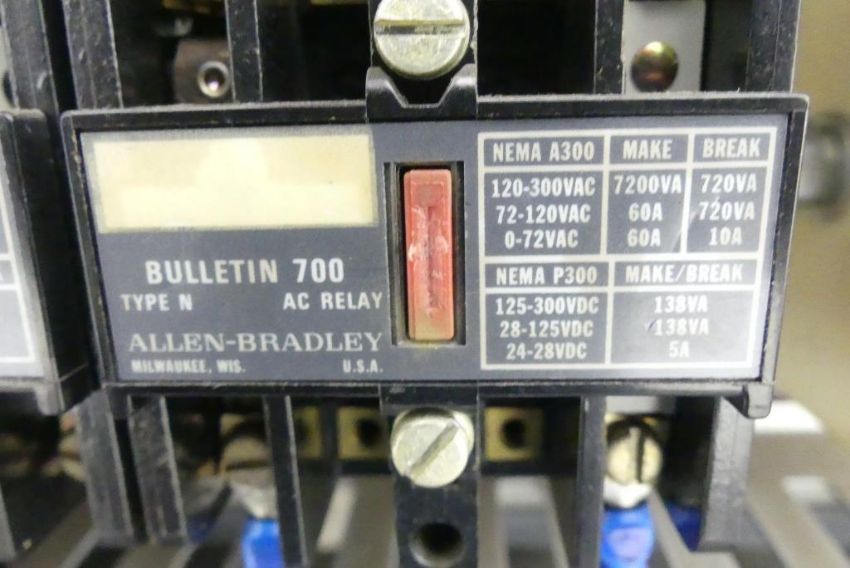 BULLETIN 700
TYPE N AC RELAY
ALLEN-BRADLEY
MILWAUKEE, WIS. U.S.A.
NEMA A300 MAKE BREAK
120-300VAC 7200VA 720VA
72-120VAC 60A 720VA
0-72VAC 60A 10A
NEMA P300 MAKE/BREAK
125-300VDC 138VA
28-125VDC 138VA
24-28VDC 5A